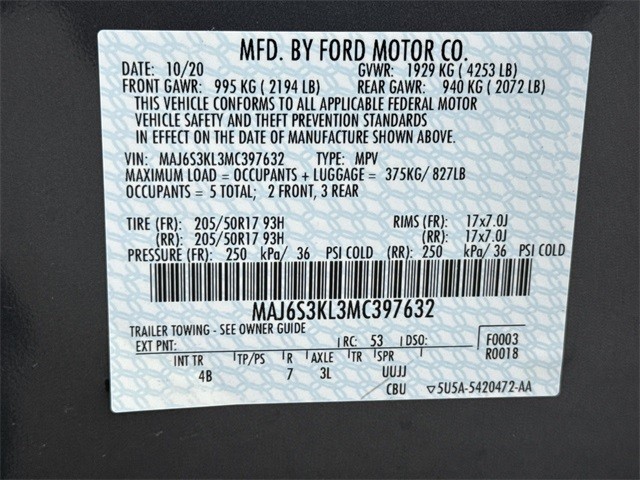 MFD. BY FORD MOTOR CO.
DATE: 10/20 GVWR: 1929 KG ( 4253 LB)
FRONT GAWR: 995 KG ( 2194 LB) REAR GAWR: 940 KG ( 2072 LB)
THIS VEHICLE CONFORMS TO ALL APPLICABLE FEDERAL MOTOR
VEHICLE SAFETY AND THEFT PREVENTION STANDARDS
IN EFFECT ON THE DATE OF MANUFACTURE SHOWN ABOVE.
VIN: MAJ6S3KL3MC397632 TYPE: MPV
MAXIMUM LOAD = OCCUPANTS + LUGGAGE = 375KG/ 827LB
OCCUPANTS = 5 TOTAL; 2 FRONT, 3 REAR
TIRE (FR): 205/50R17 93H RIMS (FR): 17x7.0J
(RR): 205/50R17 93H (RR): 17x7.0J
PRESSURE (FR): 250 kPa/ 36 PSI COLD (RR): 250 kPa/ 36 PSI COLD
MAJ6S3KL3MC397632
TRAILER TOWING - SEE OWNER GUIDE
EXT PNT: RC: 53 DSO: F0003
R0018
INT TR TP/PS R AXLE TR SPR
4B 7 3L UUJJ
CBU ▽5U5A-5420472-AA